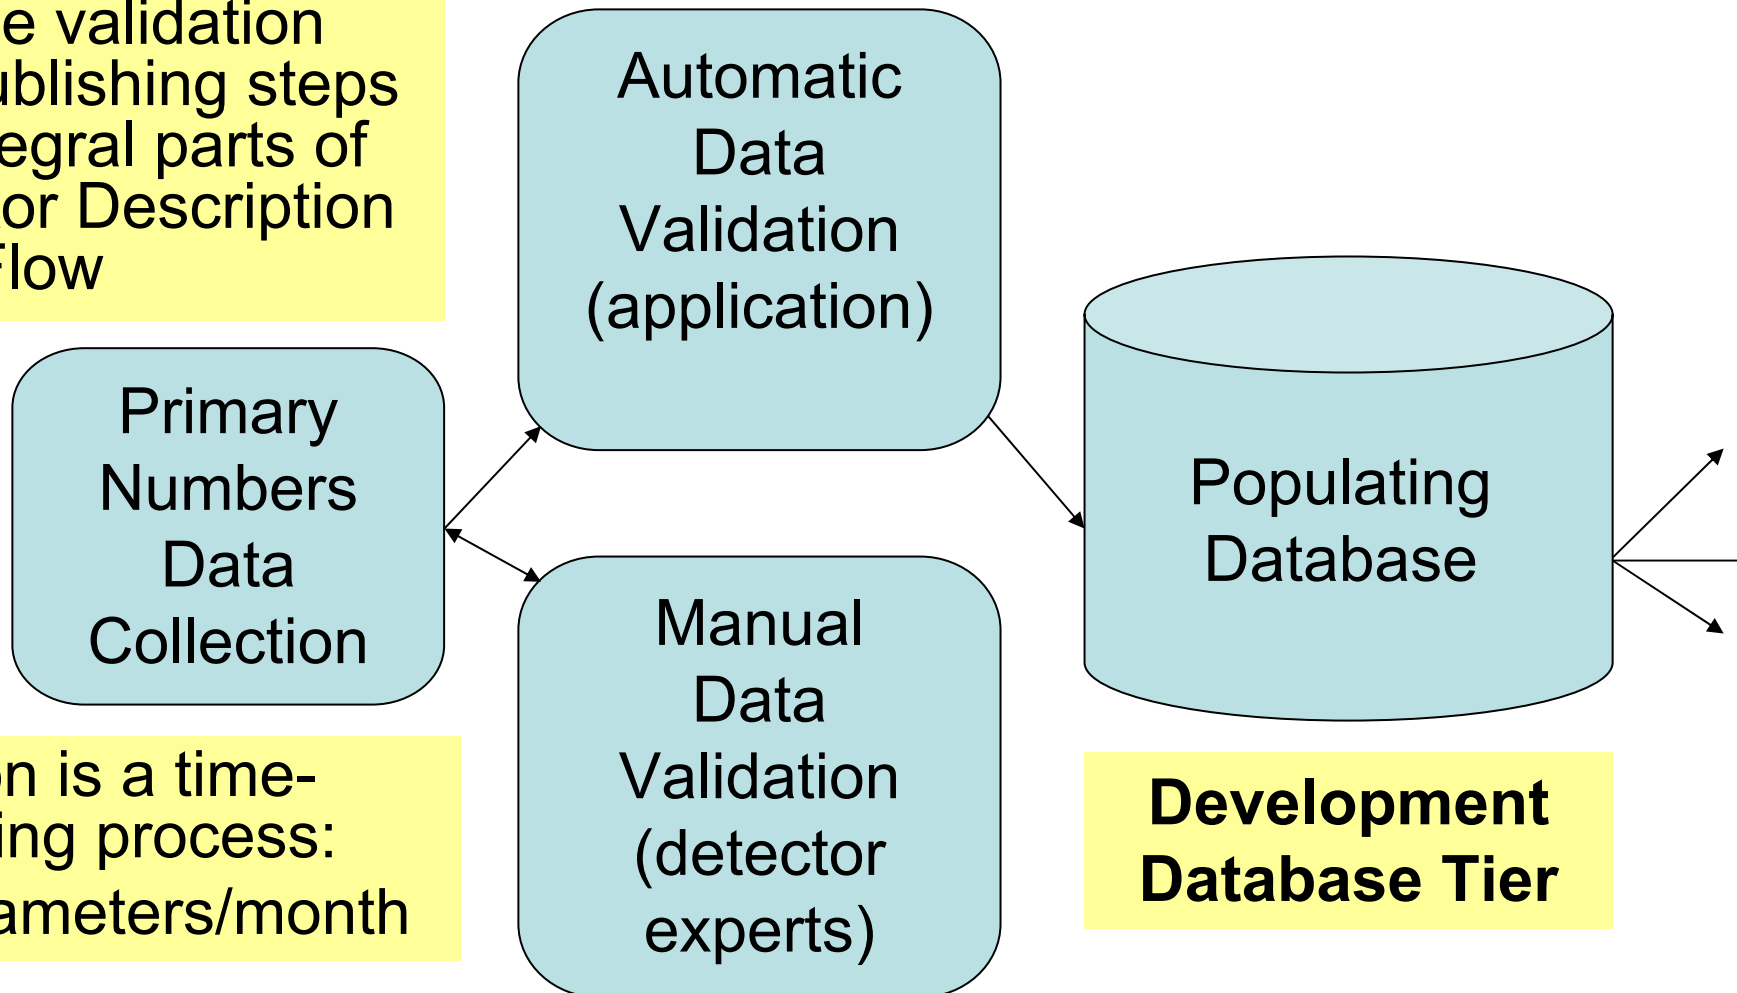 e validation
ublishing steps
egral parts of
or Description
Flow
Automatic
Data
Validation
(application)
Primary
Numbers
Data
Collection
Populating
Database
Manual
Data
Validation
(detector
experts)
on is a time-
ing process:
ameters/month
Development
Database Tier